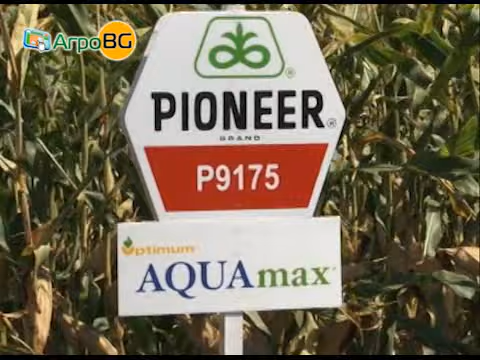 АгроBG
PIONEER®
BRAND
P9175
Optimum
AQUAmax